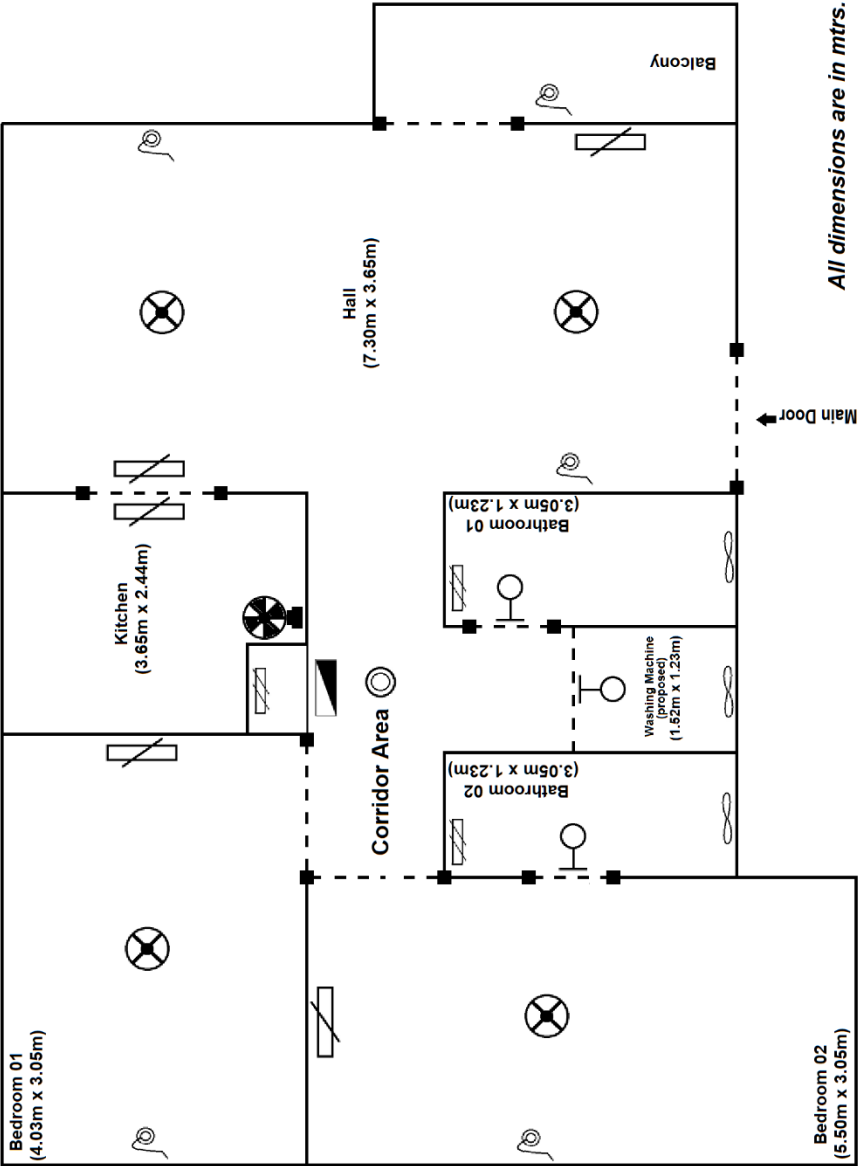 Balcony
All dimensions are in mtrs.
Hall
(7.30m x 3.65m)
Main Door
Bathroom 01
(3.05m x 1.23m)
Kitchen
(3.65m x 2.44m)
Washing Machine
(proposed)
(1.52m x 1.23m)
Corridor Area
Bathroom 02
(3.05m x 1.23m)
Bedroom 01
(4.03m x 3.05m)
Bedroom 02
(5.50m x 3.05m)